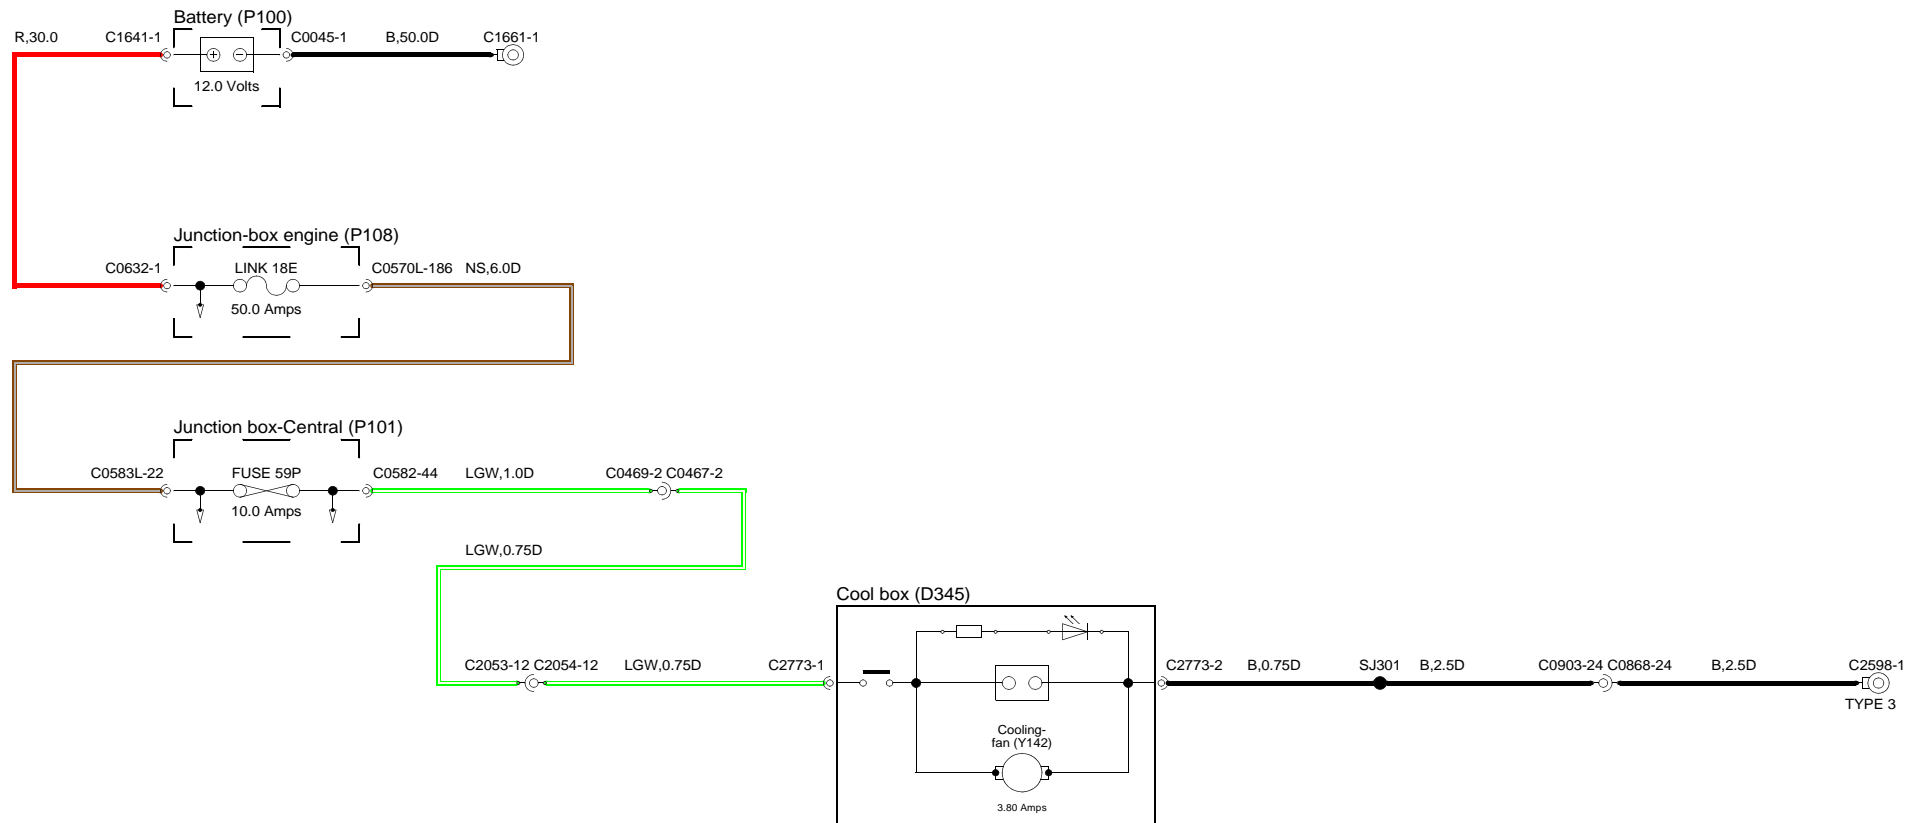 Battery (P100)
R,30.0 C1641-1 C0045-1 B,50.0D C1661-1
12.0 Volts
Junction-box engine (P108)
C0632-1 LINK 18E C0570L-186 NS,6.0D
50.0 Amps
Junction box-Central (P101)
C0583L-22 FUSE 59P C0582-44 LGW,1.0D C0469-2 C0467-2
10.0 Amps
LGW,0.75D
Cool box (D345)
C2053-12 C2054-12 LGW,0.75D C2773-1 C2773-2 B,0.75D SJ301 B,2.5D C0903-24 C0868-24 B,2.5D C2598-1
TYPE 3
Cooling-
fan (Y142)
3.80 Amps